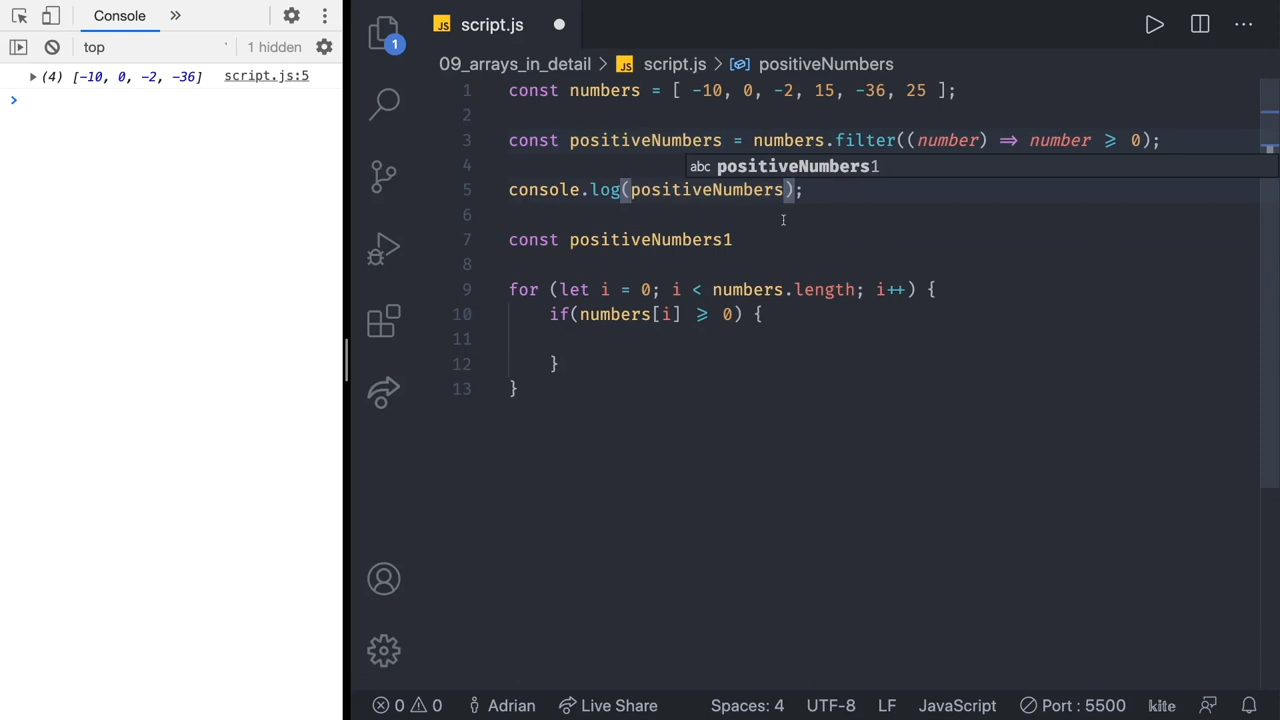 Console »
top
1 hidden
(4) [-10, 0, -2, -36] script.js:5
>
1
JS script.js
09_arrays_in_detail > JS script.js > positiveNumbers
1 const numbers = [ -10, 0, -2, 15, -36, 25 ];
2
3 const positiveNumbers = numbers.filter((number) => number >= 0);
abc positiveNumbers1
4
5 console.log(positiveNumbers);
6
7 const positiveNumbers1
8
9 for (let i = 0; i < numbers.length; i++) {
10 if(numbers[i] >= 0) {
11
12 }
13 }
0 0 Adrian Live Share Spaces: 4 UTF-8 LF JavaScript Port : 5500 kite